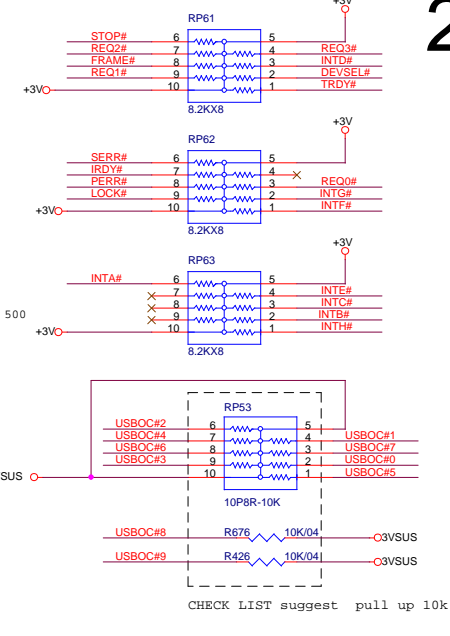 +3V
2
RP61
STOP# 6 5
REQ2# 7 4 REQ3#
FRAME# 8 3 INTD#
REQ1# 9 2 DEVSEL#
+3V 10 1 TRDY#
8.2KX8
+3V
RP62
SERR# 6 5
IRDY# 7 4
PERR# 8 3 REQ0#
LOCK# 9 2 INTG#
+3V 10 1 INTF#
8.2KX8
+3V
RP63
INTA# 6 5
7 4 INTE#
8 3 INTC#
500 9 2 INTB#
+3V 10 1 INTH#
8.2KX8
RP53
USBOC#2 6 5
USBOC#4 7 4 USBOC#1
USBOC#6 8 3 USBOC#7
USBOC#3 9 2 USBOC#0
SUS 10 1 USBOC#5
10P8R-10K
USBOC#8 R676 10K/04 3VSUS
USBOC#9 R426 10K/04 3VSUS
CHECK LIST suggest pull up 10k